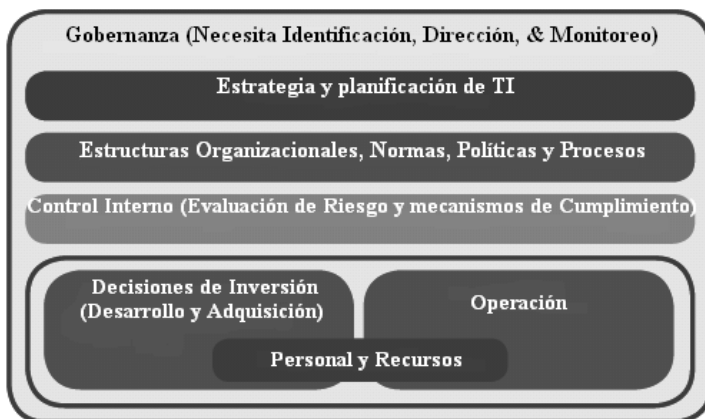 Gobernanza (Necesita Identificación, Dirección, & Monitoreo)
Estrategia y planificación de TI
Estructuras Organizacionales, Normas, Políticas y Procesos
Control Interno (Evaluación de Riesgo y mecanismos de Cumplimiento)
Decisiones de Inversión
(Desarrollo y Adquisición)
Operación
Personal y Recursos